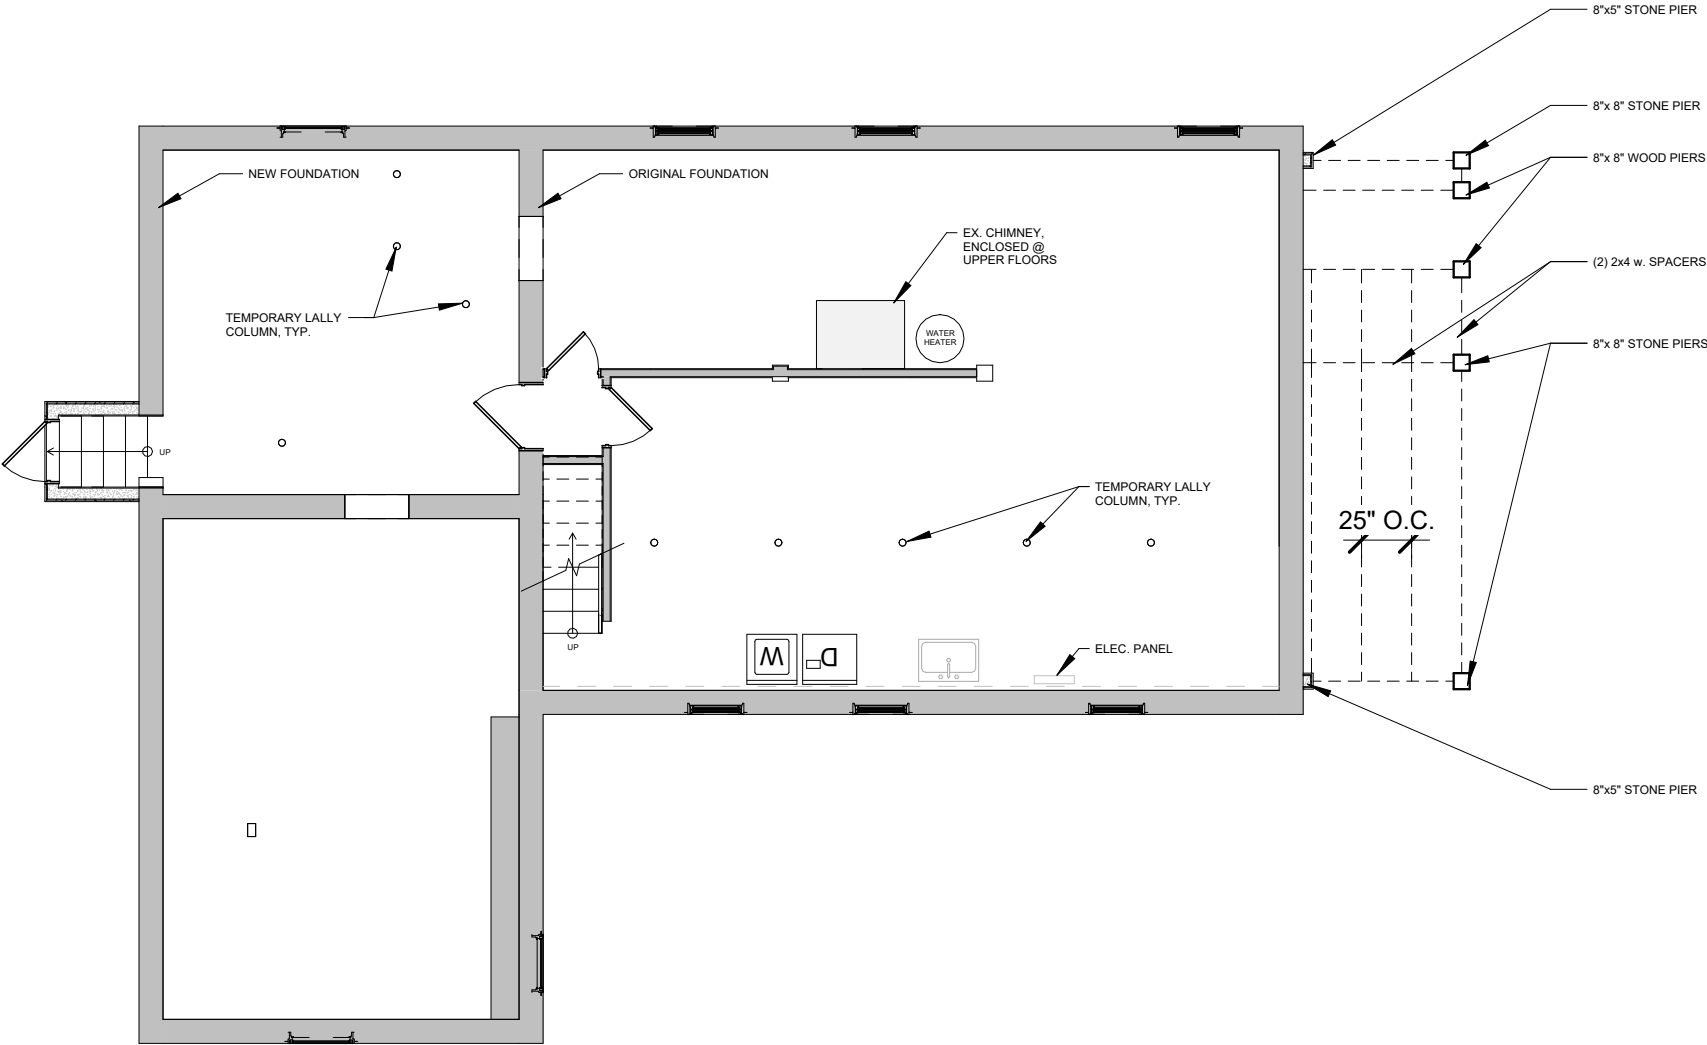 8"x5" STONE PIER
8"x 8" STONE PIER
8"x 8" WOOD PIERS
NEW FOUNDATION
ORIGINAL FOUNDATION
EX. CHIMNEY,
ENCLOSED @
UPPER FLOORS
(2) 2x4 w. SPACERS
TEMPORARY LALLY
COLUMN, TYP.
WATER
HEATER
8"x 8" STONE PIERS
UP
TEMPORARY LALLY
COLUMN, TYP.
25" O.C.
UP
W
D
ELEC. PANEL
8"x5" STONE PIER